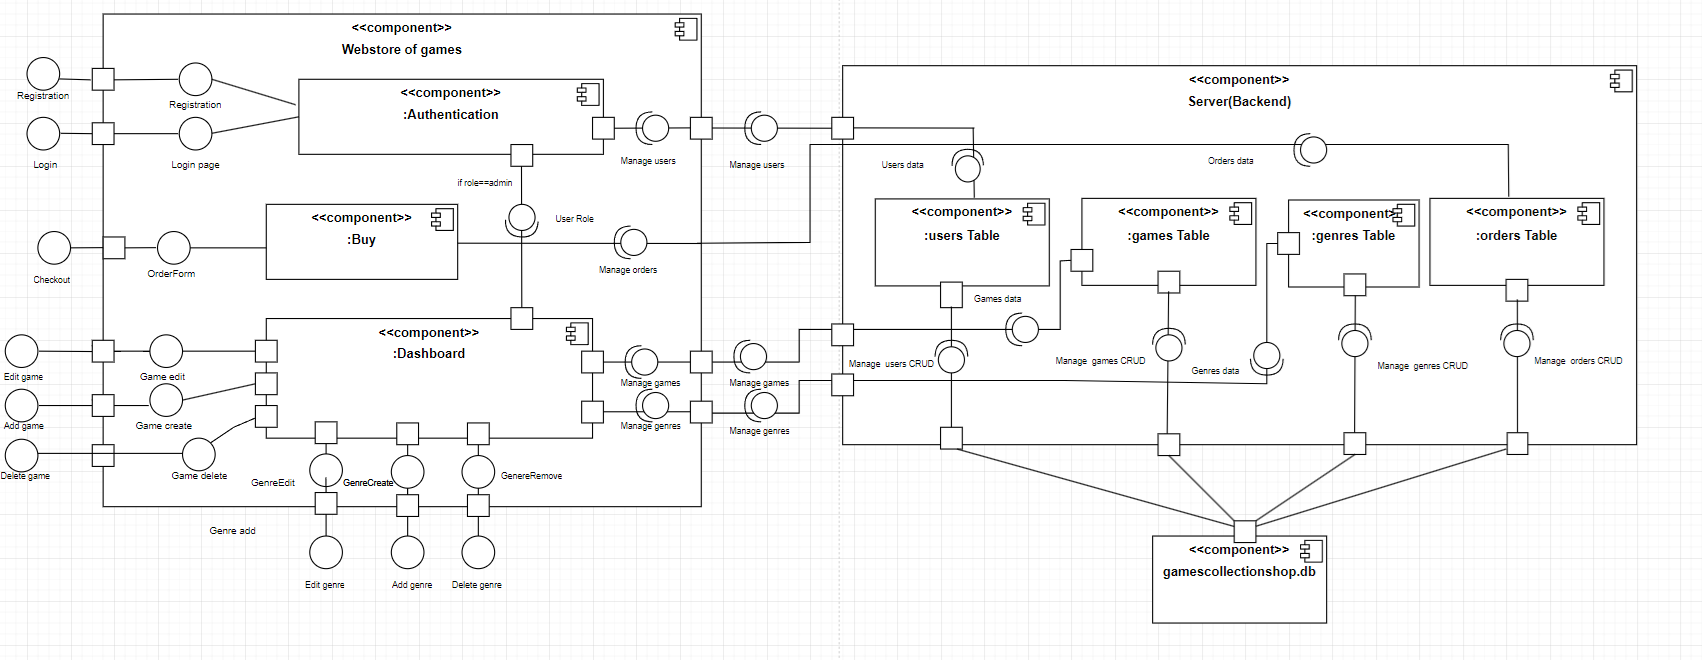 <<component>>
Webstore of games
Registration
Registration
<<component>>
:Authentication
Login
Login page
Manage users
Manage users
if role==admin
User Role
<<component>>
:Buy
Checkout
OrderForm
Manage orders
<<component>>
:Dashboard
Edit game
Game edit
Add game
Game create
Delete game
Game delete
Manage games
Manage games
Manage genres
Manage genres
GenreEdit
GenreCreate
GenereRemove
Genre add
Edit genre
Add genre
Delete genre
<<component>>
Server(Backend)
Users data
Orders data
<<component>>
:users Table
<<component>>
:games Table
<<component>>
:genres Table
<<component>>
:orders Table
Games data
Manage  users CRUD
Manage  games CRUD
Genres data
Manage  genres CRUD
Manage  orders CRUD
<<component>>
gamescollectionshop.db